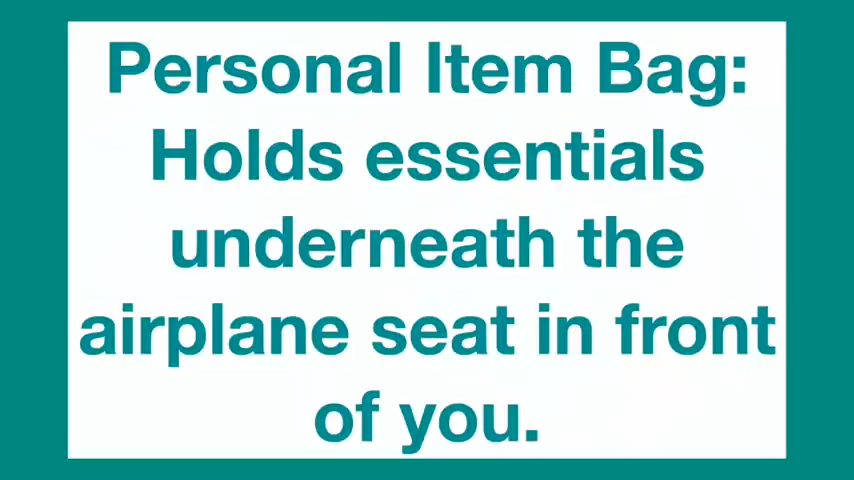 Personal Item Bag:
Holds essentials
underneath the
airplane seat in front
of you.